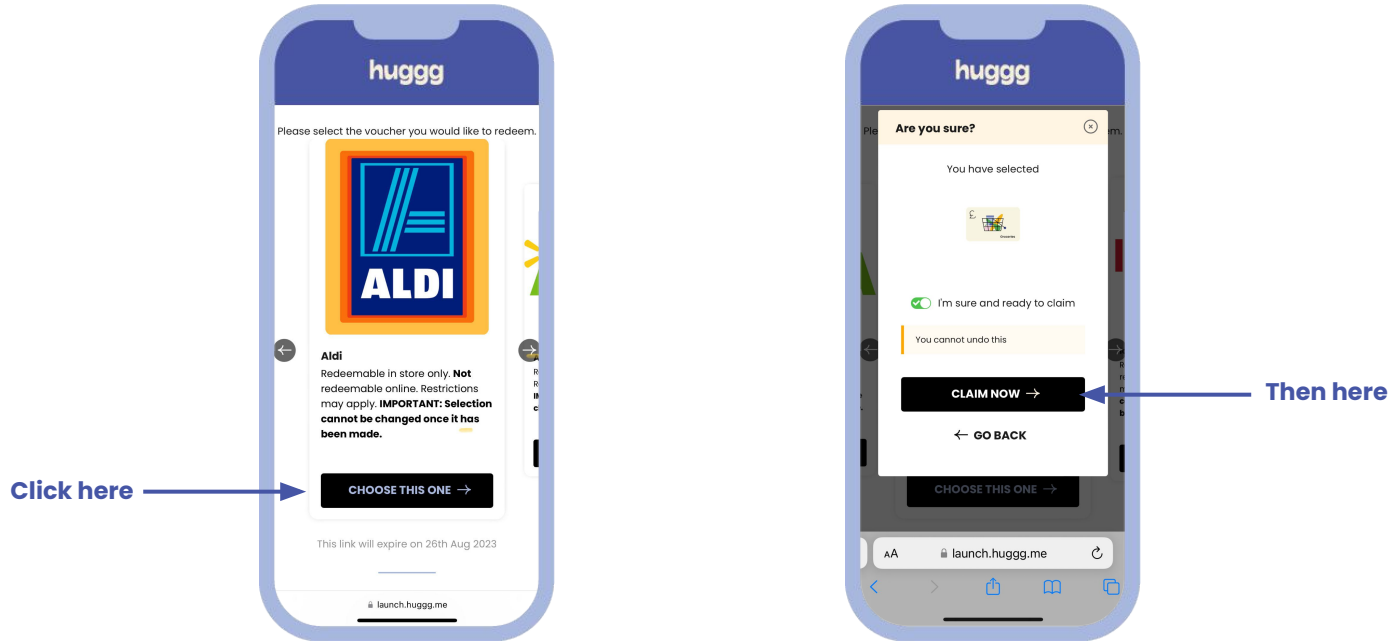 huggg
Please select the voucher you would like to redeem.
ALDI
Aldi
Redeemable in store only. Not
redeemable online. Restrictions
may apply. IMPORTANT: Selection
cannot be changed once it has
been made.
CHOOSE THIS ONE →
This link will expire on 26th Aug 2023
launch.huggg.me
Click here
huggg
Are you sure?
You have selected
£
Groceries
I'm sure and ready to claim
You cannot undo this
CLAIM NOW →
← GO BACK
CHOOSE THIS ONE →
AA launch.huggg.me
Then here